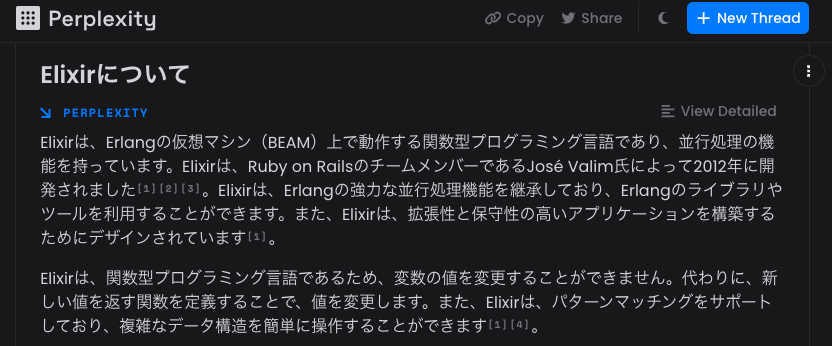 Perplexity
Copy
Share
New Thread
Elixirについて
PERPLEXITY
View Detailed
Elixirは、Erlangの仮想マシン（BEAM）上で動作する関数型プログラミング言語であり、並行処理の機
能を持っています。Elixirは、Ruby on RailsのチームメンバーであるJosé Valim氏によって2012年に開
発されました[1][2][3]。Elixirは、Erlangの強力な並行処理機能を継承しており、Erlangのライブラリや
ツールを利用することができます。また、Elixirは、拡張性と保守性の高いアプリケーションを構築する
ためにデザインされています[1]。
Elixirは、関数型プログラミング言語であるため、変数の値を変更することができません。代わりに、新
しい値を返す関数を定義することで、値を変更します。また、Elixirは、パターンマッチングをサポート
しており、複雑なデータ構造を簡単に操作することができます[1][4]。